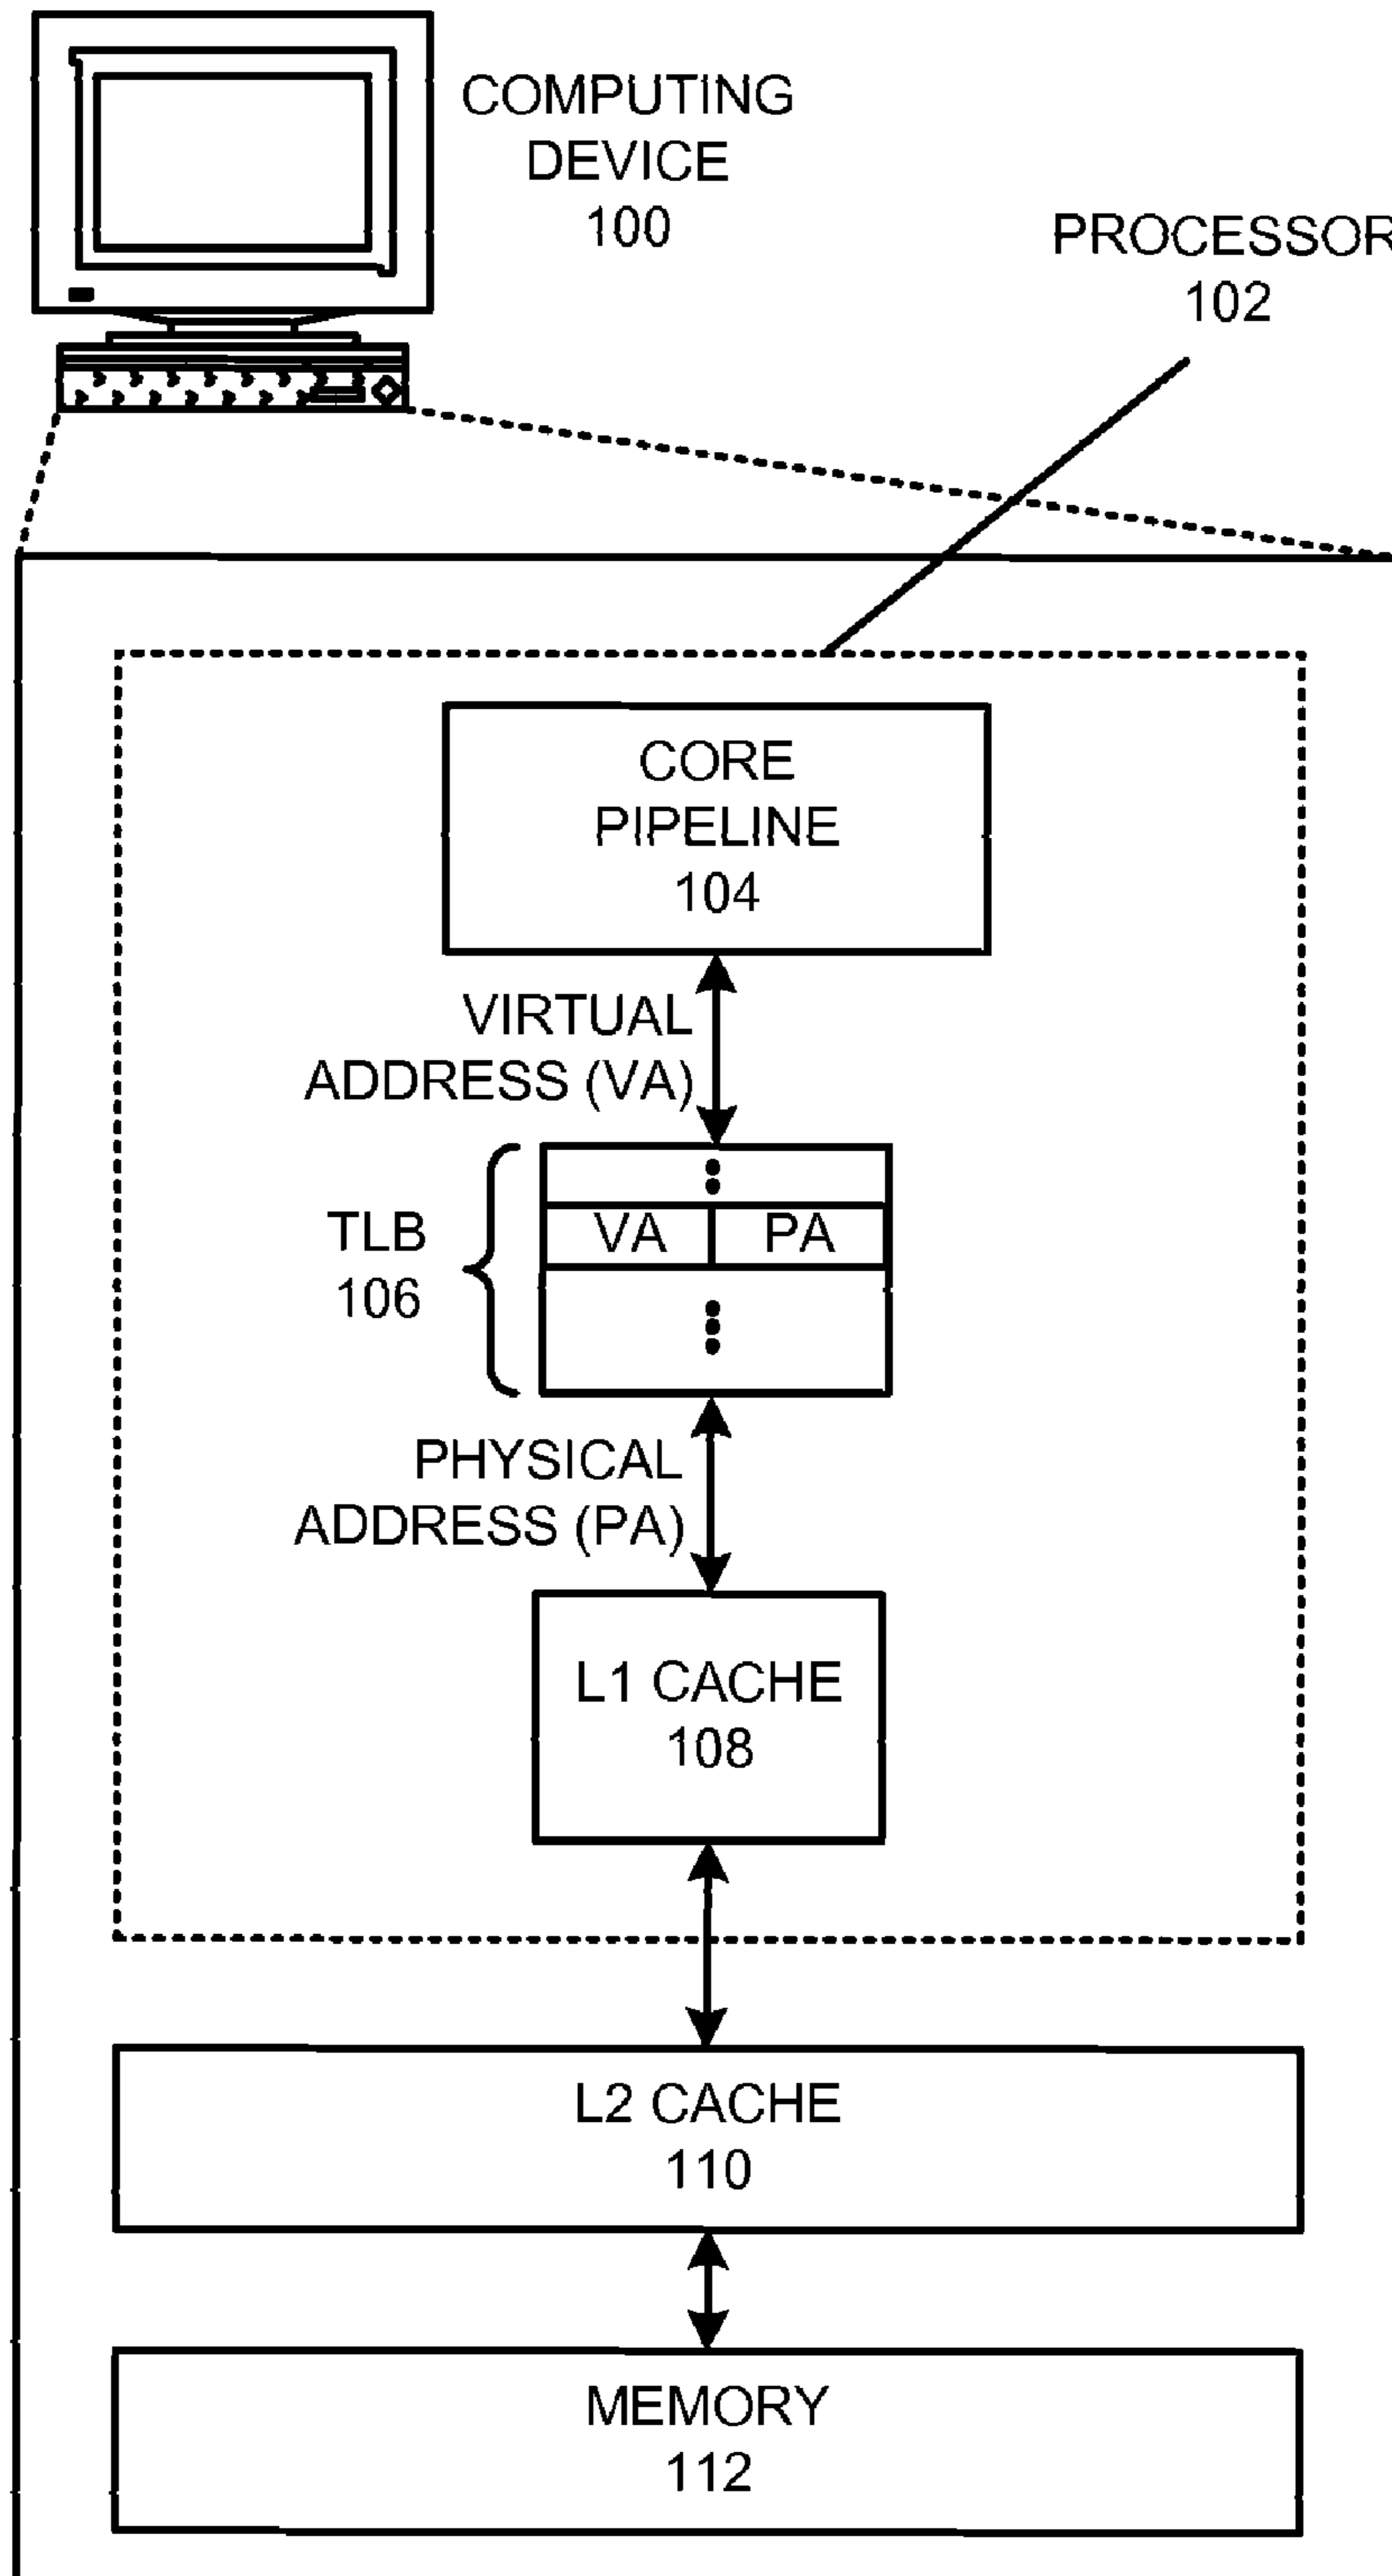 COMPUTING
DEVICE
100
PROCESSOR
102
CORE
PIPELINE
104
VIRTUAL
ADDRESS (VA)
TLB
106
VA PA
PHYSICAL
ADDRESS (PA)
L1 CACHE
108
L2 CACHE
110
MEMORY
112